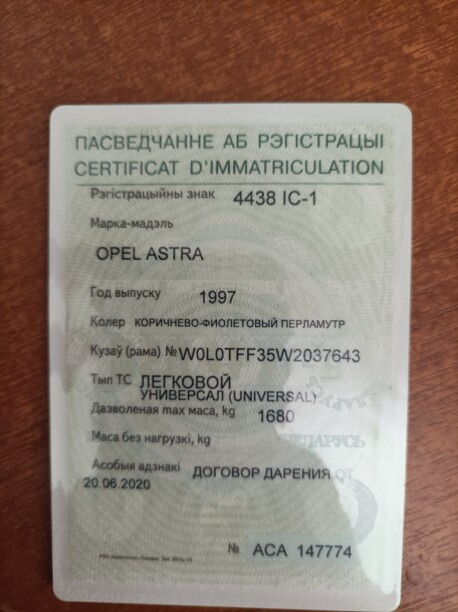 ПАСВЕДЧАННЕ АБ РЭГІСТРАЦЫІ
CERTIFICAT D'IMMATRICULATION
Рэгістрацыйны знак 4438 IC-1
Марка-мадэль
OPEL ASTRA
Год выпуску 1997
Колер КОРИЧНЕВО-ФИОЛЕТОВЫЙ ПЕРЛАМУТР
Кузаў (рама) № W0L0TFF35W2037643
Тып ТС ЛЕГКОВОЙ
УНИВЕРСАЛ (UNIVERSAL)
Дазволеная max маса, kg 1680
Маса без нагрузкі, kg
БЕЛАРУСЬ
Асобыя адзнакі ДОГОВОР ДАРЕНИЯ ОТ
20.06.2020
№ ACA 147774